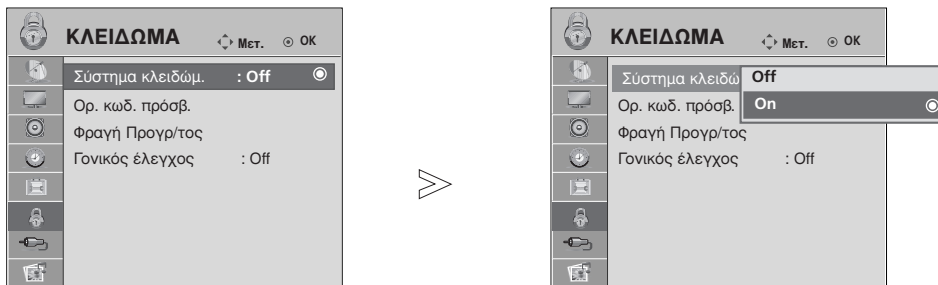 ΚΛΕΙΔΩΜΑ Μετ. OK
Σύστημα κλειδώμ. : Off
Ορ. κωδ. πρόσβ.
Φραγή Προγρ/τος
Γονικός έλεγχος : Off
ΚΛΕΙΔΩΜΑ Μετ. OK
Σύστημα κλειδώ Off
Ορ. κωδ. πρόσβ. On
Φραγή Προγρ/τος
Γονικός έλεγχος : Off